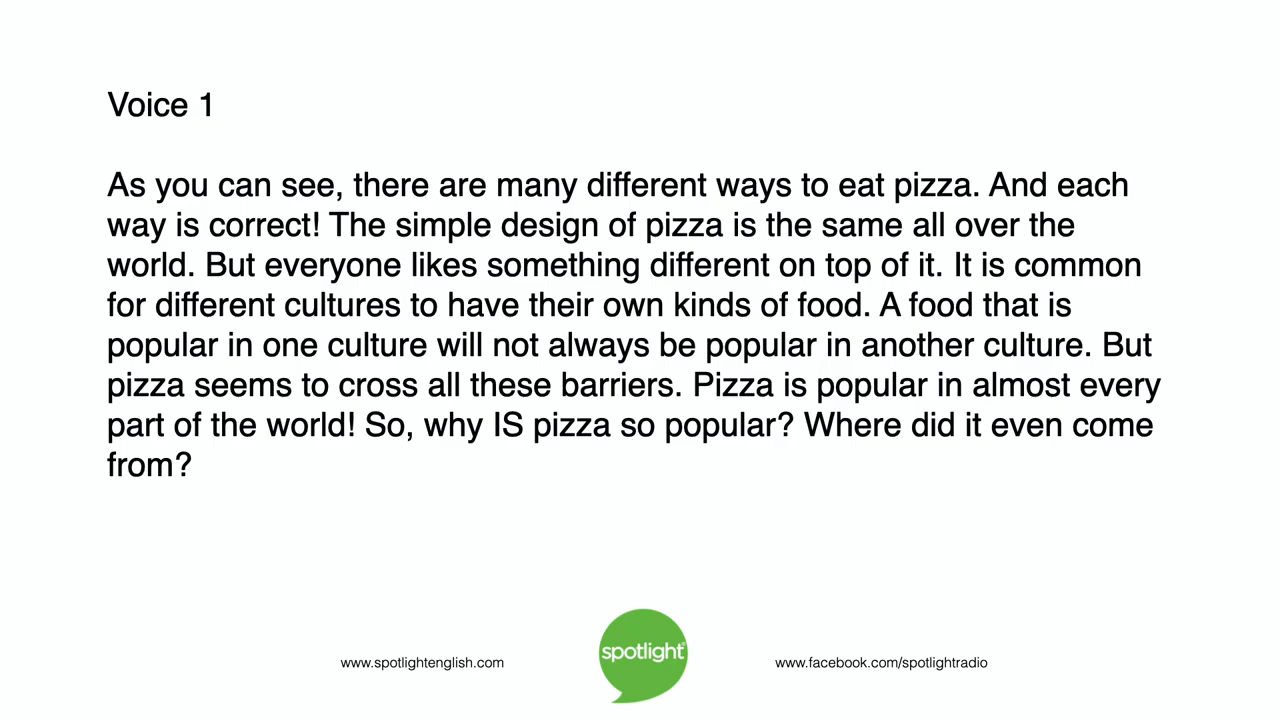 Voice 1
As you can see, there are many different ways to eat pizza. And each
way is correct! The simple design of pizza is the same all over the
world. But everyone likes something different on top of it. It is common
for different cultures to have their own kinds of food. A food that is
popular in one culture will not always be popular in another culture. But
pizza seems to cross all these barriers. Pizza is popular in almost every
part of the world! So, why IS pizza so popular? Where did it even come
from?
www.spotlightenglish.com
spotlight®
www.facebook.com/spotlightradio